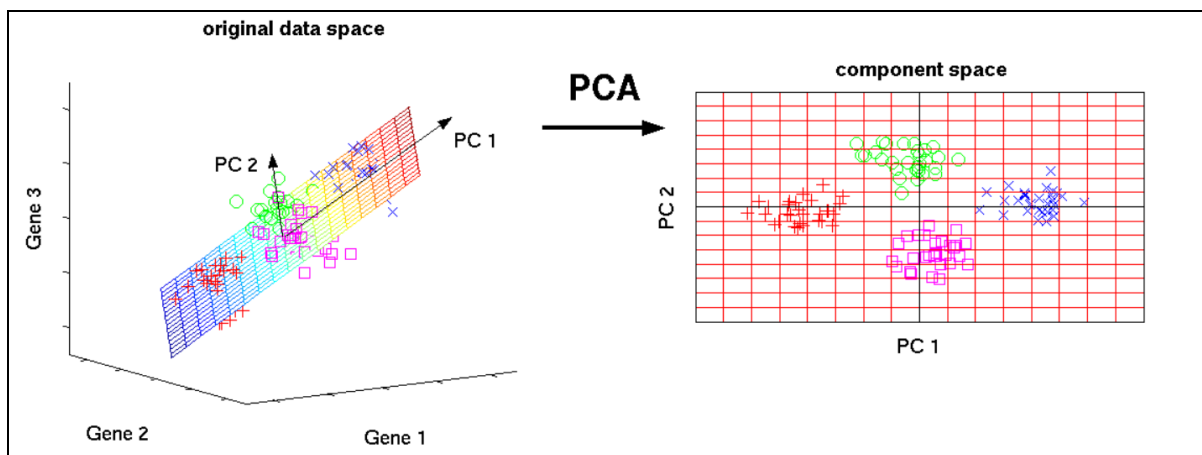 original data space
PCA
component space
PC 1
PC 2
Gene 3
Gene 2
Gene 1
PC 2
PC 1